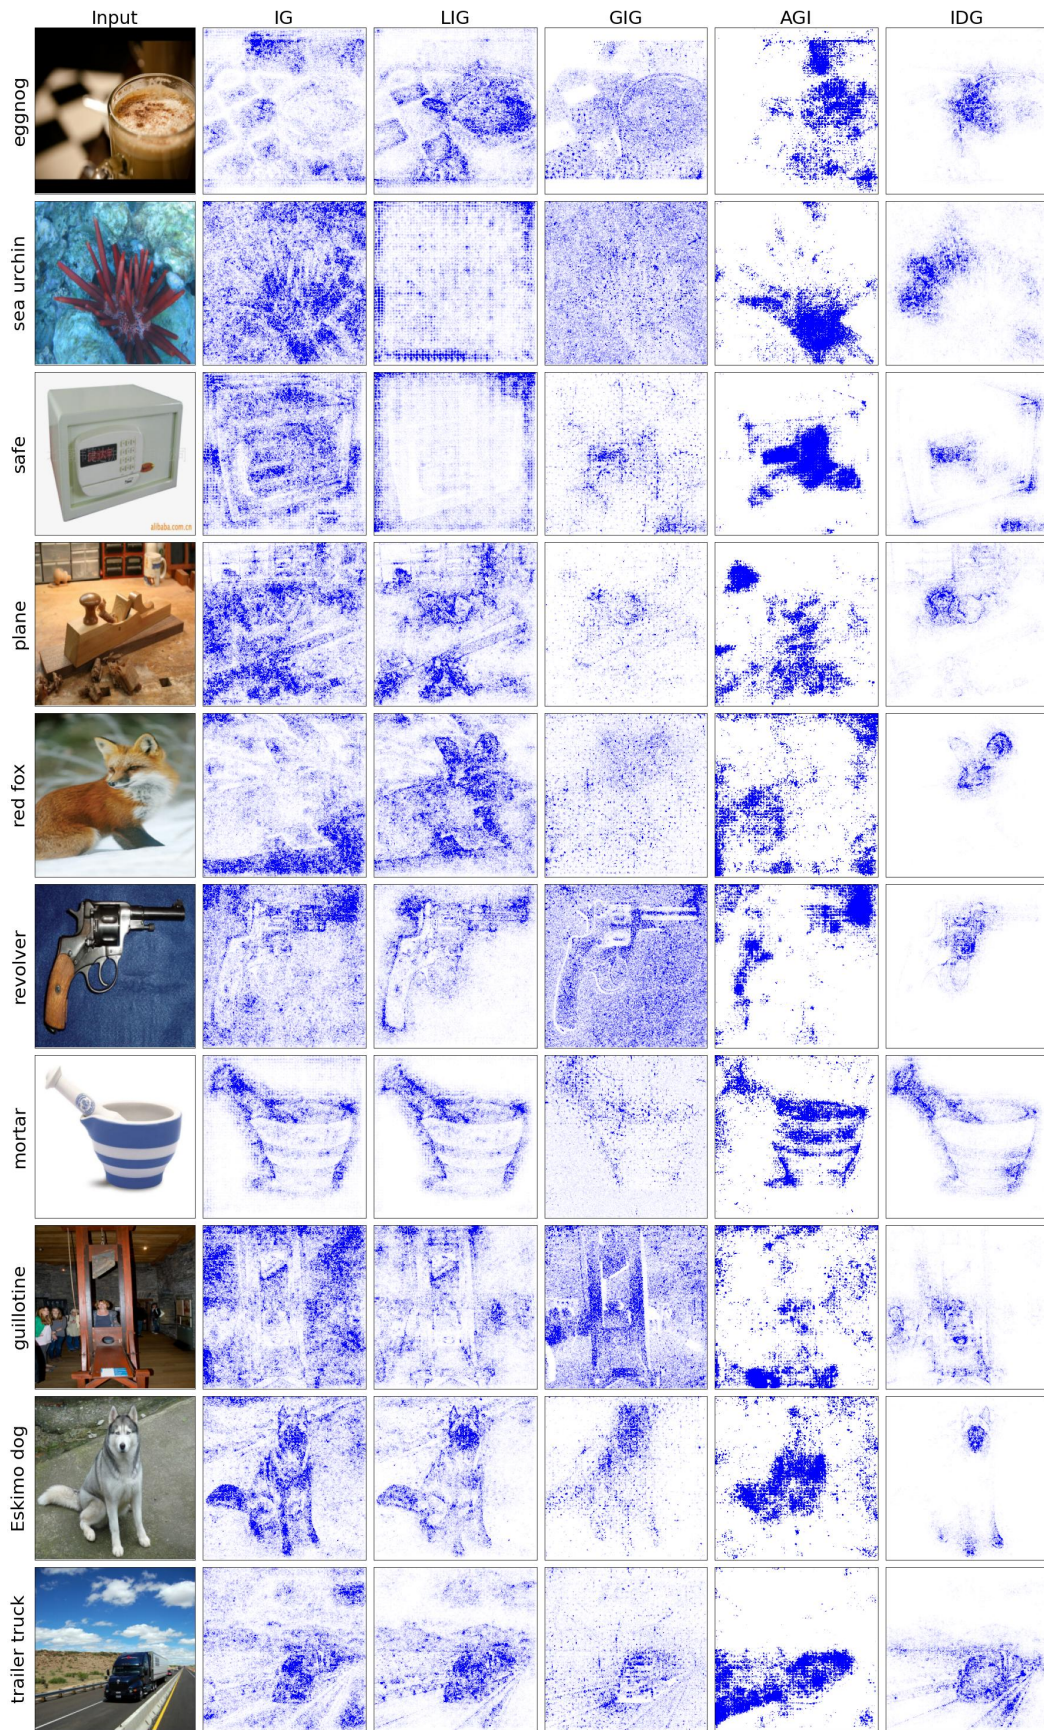 Input IG LIG GIG AGI IDG
eggnog
sea urchin
safe
alibaba.com.cn
plane
red fox
revolver
mortar
guillotine
Eskimo dog
trailer truck